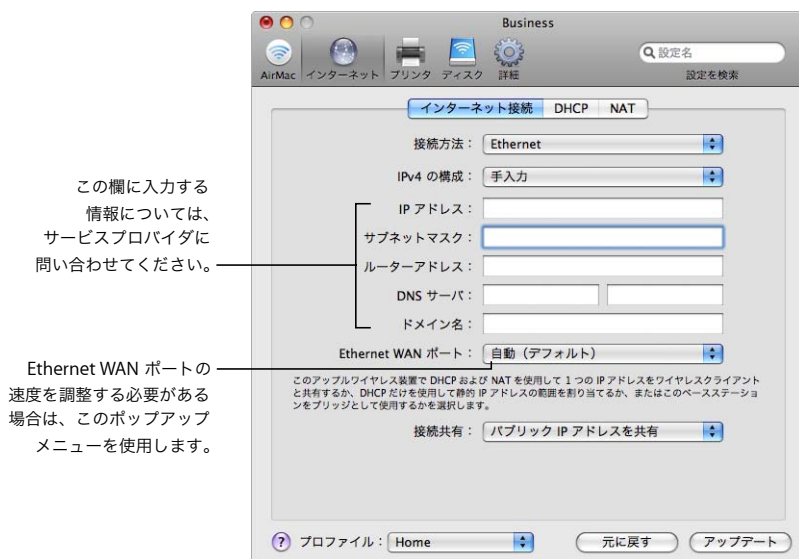 Business
設定名
AirMac インターネット プリンタ ディスク 詳細 設定を検索
インターネット接続 DHCP NAT
接続方法： Ethernet
IPv4 の構成： 手入力
この欄に入力する
情報については、
サービスプロバイダに
問い合わせてください。
IP アドレス：
サブネットマスク：
ルーターアドレス：
DNS サーバ：
ドメイン名：
Ethernet WAN ポート： 自動（デフォルト）
Ethernet WAN ポートの
速度を調整する必要がある
場合は、このポップアップ
メニューを使用します。
このアップルワイヤレス装置で DHCP および NAT を使用して 1 つの IP アドレスをワイヤレスクライアント
と共有するか、DHCP だけを使用して静的 IP アドレスの範囲を割り当てるか、またはこのベースステーショ
ンをブリッジとして使用するかを選択します。
接続共有： パブリック IP アドレスを共有
? プロファイル： Home 元に戻す アップデート